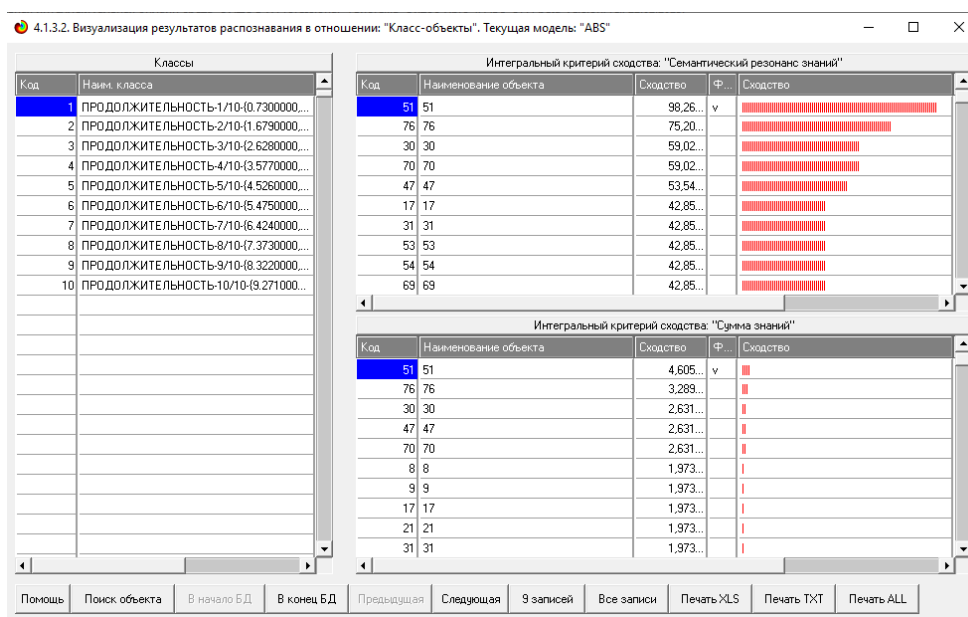 4.1.3.2. Визуализация результатов распознавания в отношении: "Класс-объекты". Текущая модель: "ABS"
Классы
Код Наим. класса
1 ПРОДОЛЖИТЕЛЬНОСТЬ-1/10-{0.7300000,...
2 ПРОДОЛЖИТЕЛЬНОСТЬ-2/10-{1.6790000,...
3 ПРОДОЛЖИТЕЛЬНОСТЬ-3/10-{2.6280000,...
4 ПРОДОЛЖИТЕЛЬНОСТЬ-4/10-{3.5770000,...
5 ПРОДОЛЖИТЕЛЬНОСТЬ-5/10-{4.5260000,...
6 ПРОДОЛЖИТЕЛЬНОСТЬ-6/10-{5.4750000,...
7 ПРОДОЛЖИТЕЛЬНОСТЬ-7/10-{6.4240000,...
8 ПРОДОЛЖИТЕЛЬНОСТЬ-8/10-{7.3730000,...
9 ПРОДОЛЖИТЕЛЬНОСТЬ-9/10-{8.3220000,...
10 ПРОДОЛЖИТЕЛЬНОСТЬ-10/10-{9.271000...
Интегральный критерий сходства: "Семантический резонанс знаний"
Код Наименование объекта Сходство Ф... Сходство
51 51 98,26... v
76 76 75,20...
30 30 59,02...
70 70 59,02...
47 47 53,54...
17 17 42,85...
31 31 42,85...
53 53 42,85...
54 54 42,85...
69 69 42,85...
Интегральный критерий сходства: "Сумма знаний"
Код Наименование объекта Сходство Ф... Сходство
51 51 4,605... v
76 76 3,289...
30 30 2,631...
47 47 2,631...
70 70 2,631...
8 8 1,973...
9 9 1,973...
17 17 1,973...
21 21 1,973...
31 31 1,973...
Помощь Поиск объекта В начало БД В конец БД Предыдущая Следующая 9 записей Все записи Печать XLS Печать TXT Печать ALL